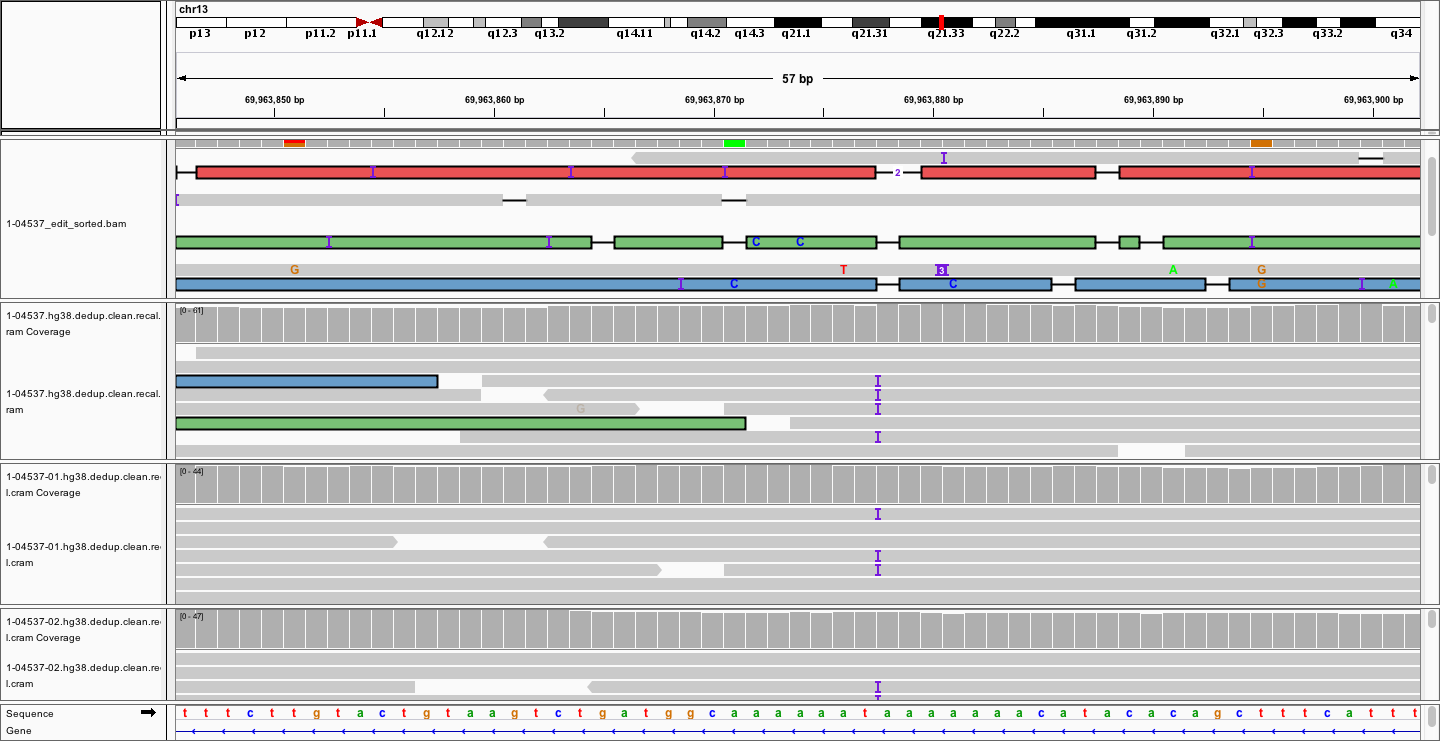 chr13
p13 p12 p11.2 p11.1 q12.12 q12.3 q13.2 q14.11 q14.2 q14.3 q21.1 q21.31 q21.33 q22.2 q31.1 q31.2 q32.1 q32.3 q33.2 q34
57 bp
69,963,850 bp 69,963,860 bp 69,963,870 bp 69,963,880 bp 69,963,890 bp 69,963,900 bp
2
1-04537_edit_sorted.bam
C C
G T 3 A G
C C G A
1-04537.hg38.dedup.clean.recal.
ram Coverage
[0 - 61]
1-04537.hg38.dedup.clean.recal.
ram
G
1-04537-01.hg38.dedup.clean.re
l.cram Coverage
[0 - 44]
1-04537-01.hg38.dedup.clean.re
l.cram
1-04537-02.hg38.dedup.clean.re
l.cram Coverage
[0 - 47]
1-04537-02.hg38.dedup.clean.re
l.cram
Sequence t t t c t t g t a c t g t a a g t c t g a t g g c a a a a a a t a a a a a a a c a t a c a c a g c t t t c a t t t
Gene